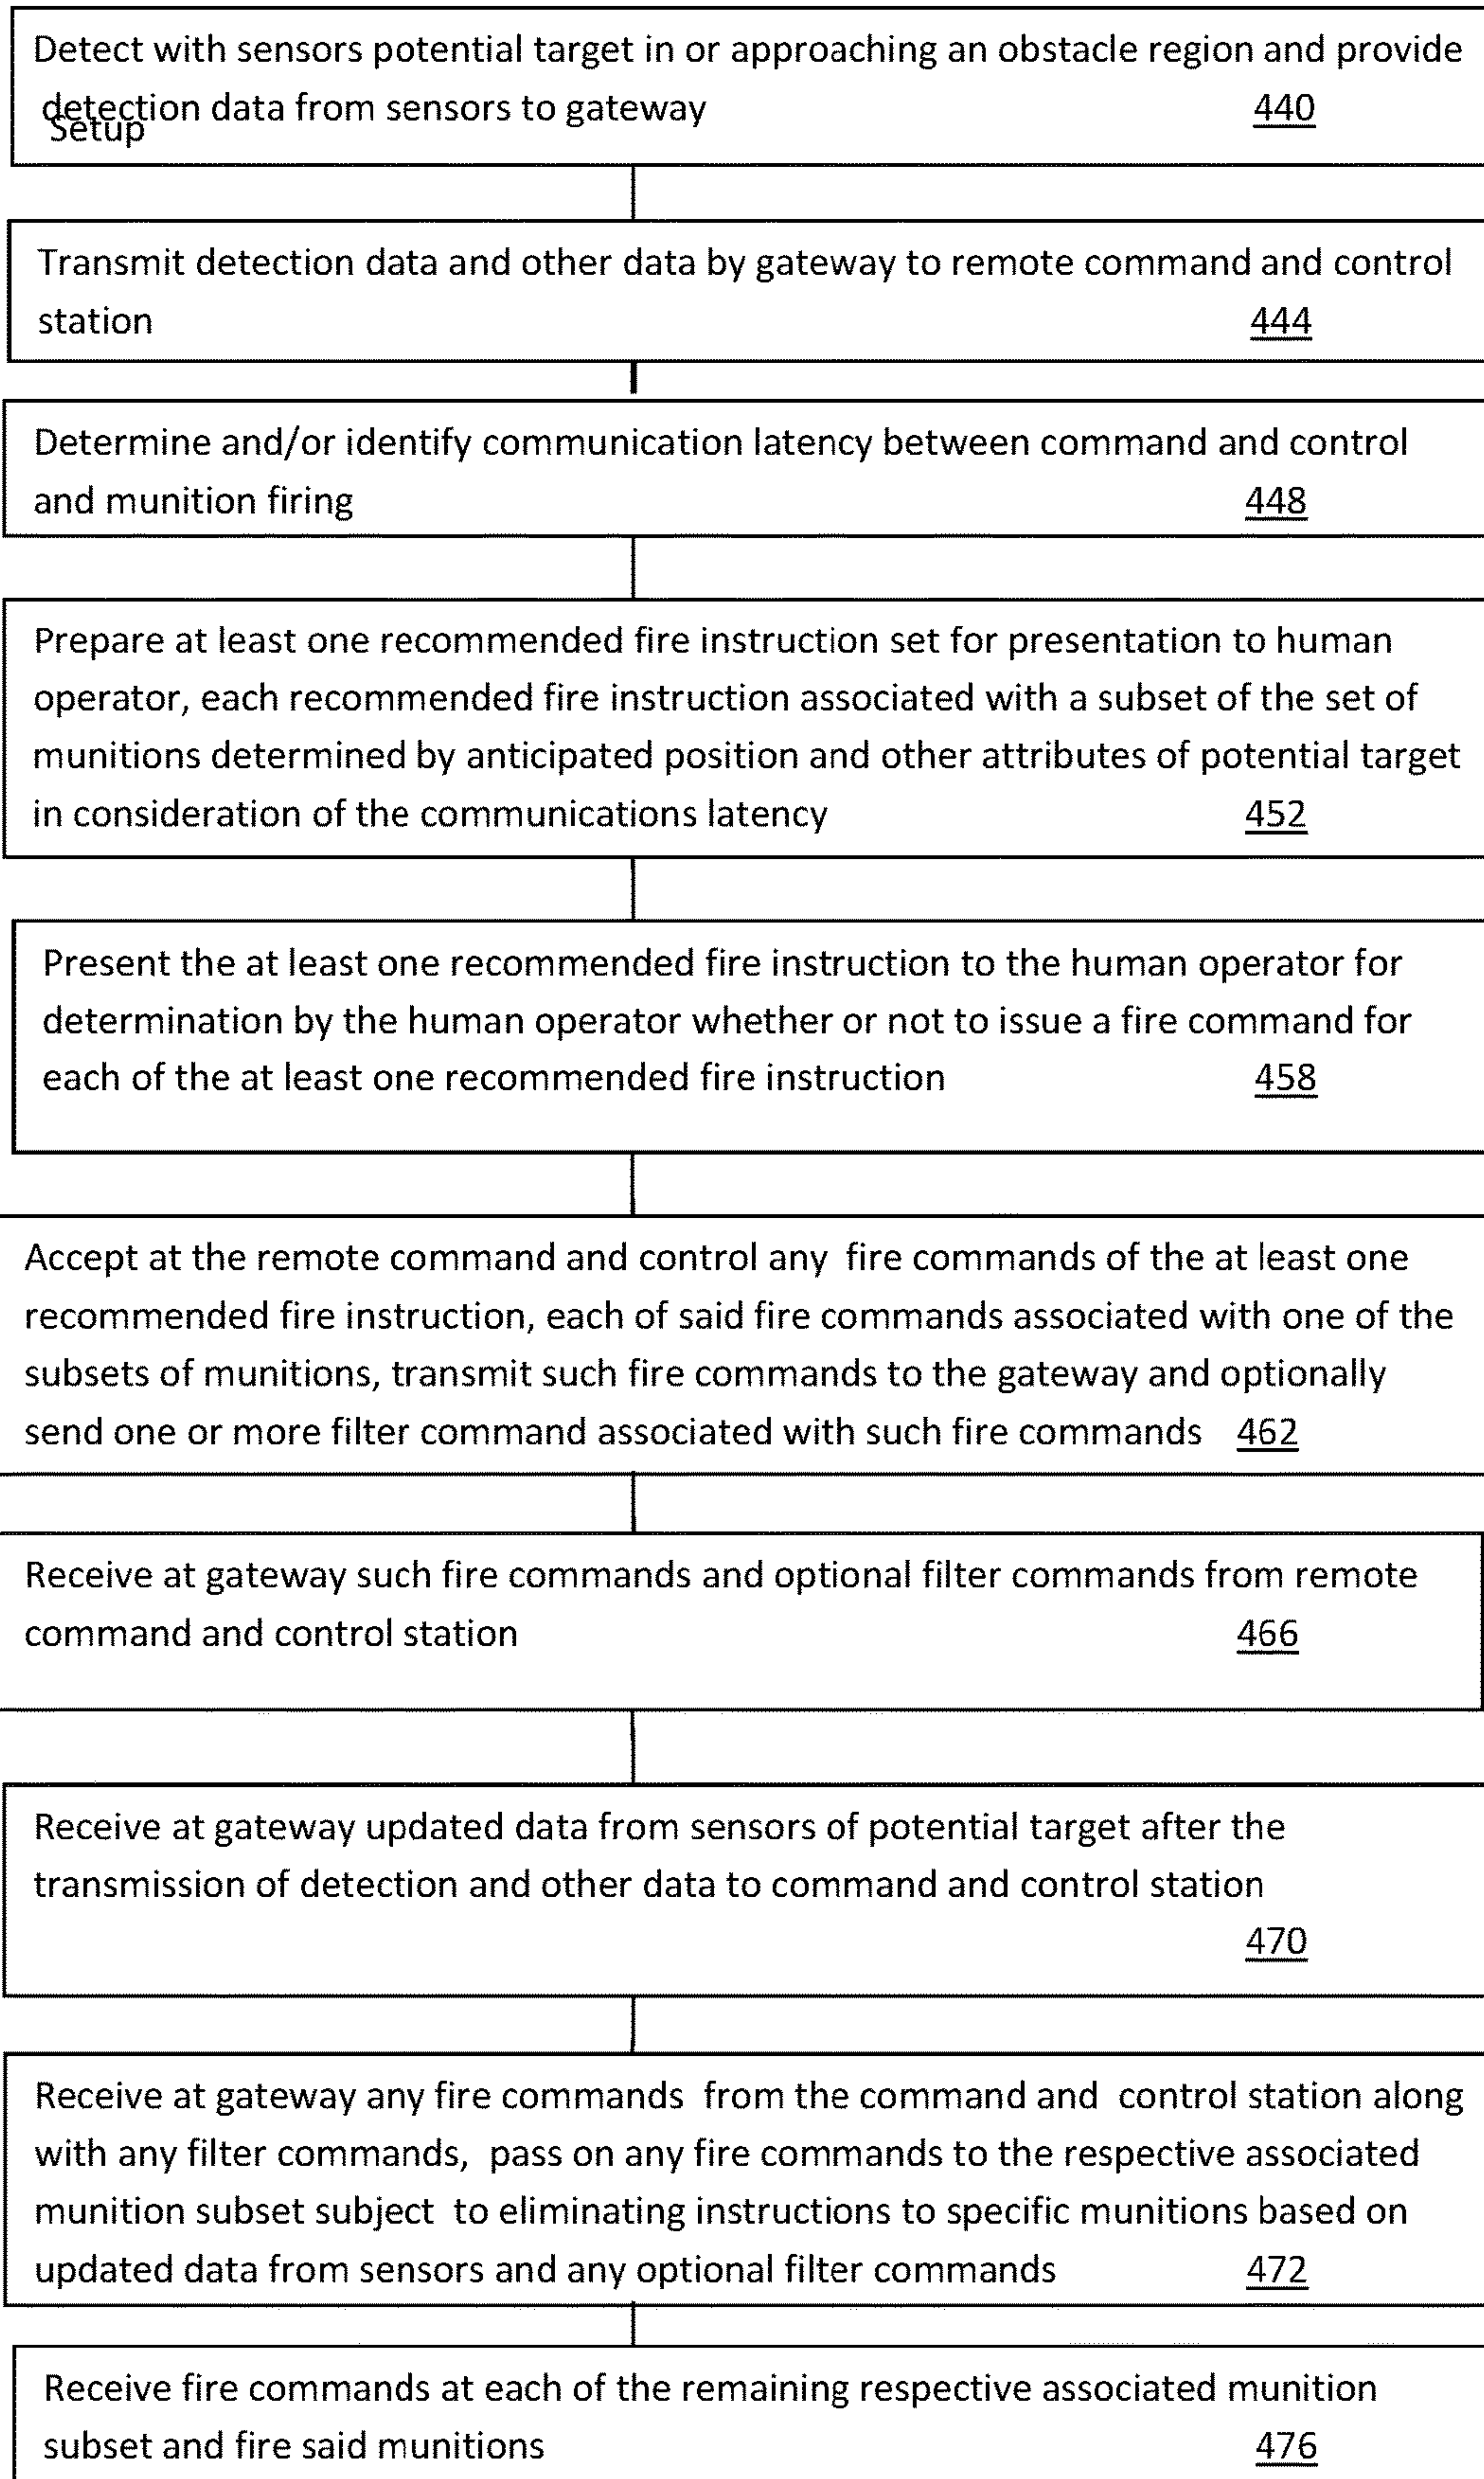 Detect with sensors potential target in or approaching an obstacle region and provide
detection data from sensors to gateway 440
Setup
Transmit detection data and other data by gateway to remote command and control
station 444
Determine and/or identify communication latency between command and control
and munition firing 448
Prepare at least one recommended fire instruction set for presentation to human
operator, each recommended fire instruction associated with a subset of the set of
munitions determined by anticipated position and other attributes of potential target
in consideration of the communications latency 452
Present the at least one recommended fire instruction to the human operator for
determination by the human operator whether or not to issue a fire command for
each of the at least one recommended fire instruction 458
Accept at the remote command and control any fire commands of the at least one
recommended fire instruction, each of said fire commands associated with one of the
subsets of munitions, transmit such fire commands to the gateway and optionally
send one or more filter command associated with such fire commands 462
Receive at gateway such fire commands and optional filter commands from remote
command and control station 466
Receive at gateway updated data from sensors of potential target after the
transmission of detection and other data to command and control station
470
Receive at gateway any fire commands from the command and control station along
with any filter commands, pass on any fire commands to the respective associated
munition subset subject to eliminating instructions to specific munitions based on
updated data from sensors and any optional filter commands 472
Receive fire commands at each of the remaining respective associated munition
subset and fire said munitions 476